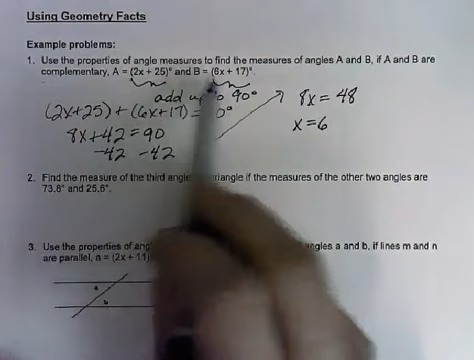 Using Geometry Facts
Example problems:
1. Use the properties of angle measures to find the measures of angles A and B, if A and B are
complementary, A = (2x + 25)° and B = (6x + 17)°.
add up to 90°
(2x+25) + (6x+17) = 90°
8x+42 = 90
-42 -42
8x = 48
x = 6
2. Find the measure of the third angle triangle if the measures of the other two angles are
73.8° and 25.6°.
3. Use the properties of angles a and b, if lines m and n
are parallel, a = (2x + 11)
a
b